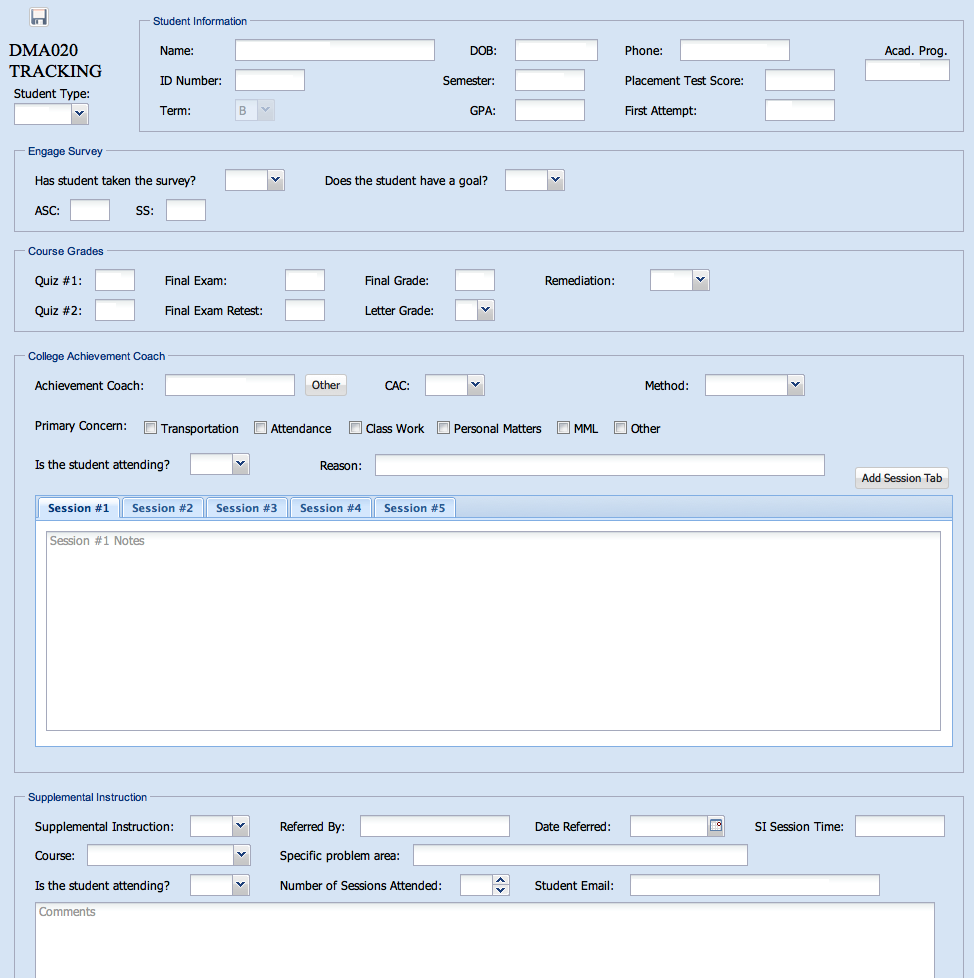 DMA020
TRACKING
Student Type:
Student Information
Name: DOB: Phone: Acad. Prog.
ID Number: Semester: Placement Test Score:
Term: B GPA: First Attempt:
Engage Survey
Has student taken the survey? Does the student have a goal?
ASC: SS:
Course Grades
Quiz #1: Final Exam: Final Grade: Remediation:
Quiz #2: Final Exam Retest: Letter Grade:
College Achievement Coach
Achievement Coach: Other CAC: Method:
Primary Concern: Transportation Attendance Class Work Personal Matters MML Other
Is the student attending? Reason:
Add Session Tab
Session #1 Session #2 Session #3 Session #4 Session #5
Session #1 Notes
Supplemental Instruction
Supplemental Instruction: Referred By: Date Referred: SI Session Time:
Course: Specific problem area:
Is the student attending? Number of Sessions Attended: Student Email:
Comments